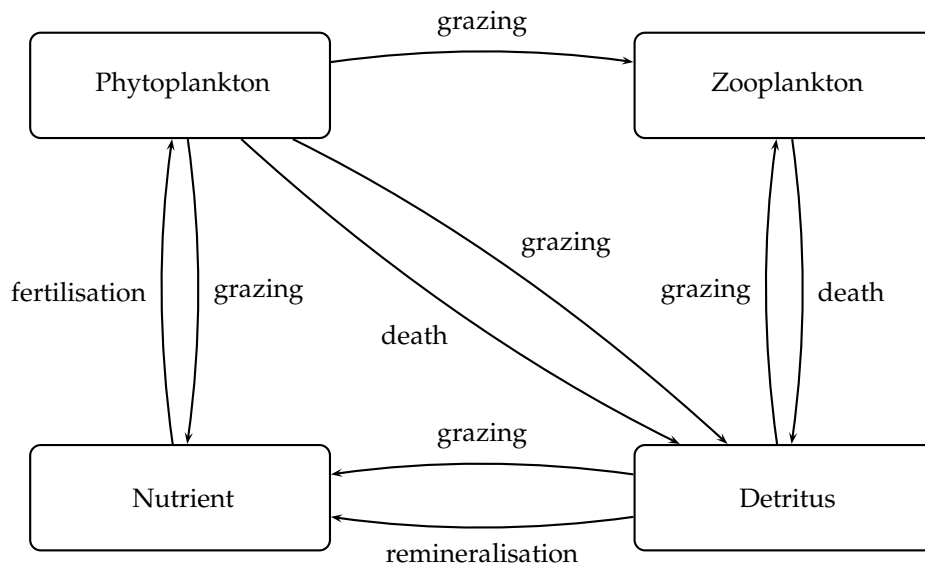 grazing
Phytoplankton
Zooplankton
grazing
fertilisation
grazing
grazing
death
death
grazing
Nutrient
Detritus
remineralisation